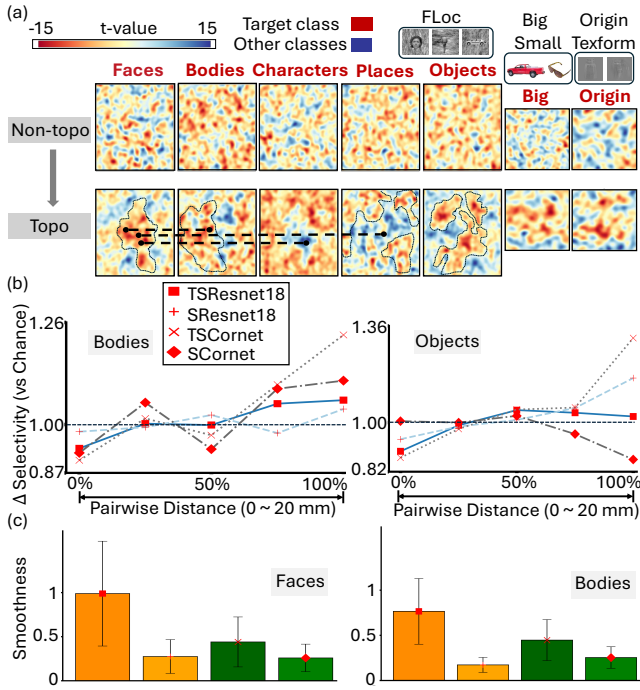 (a)
-15 t-value 15
Target class
Other classes
FLoc
Big
Small
Origin
Texform
Faces Bodies Characters Places Objects
Big Origin
Non-topo
Topo
(b)
TSResnet18
SResnet18
TSCornet
SCornet
Δ Selectivity (vs Chance)
1.26
1.00
0.87
Bodies
0% 50% 100%
Pairwise Distance (0 ~ 20 mm)
1.36
1.00
0.82
Objects
0% 50% 100%
Pairwise Distance (0 ~ 20 mm)
(c)
Smoothness
1
0.5
0
Faces
1
0.5
0
Bodies